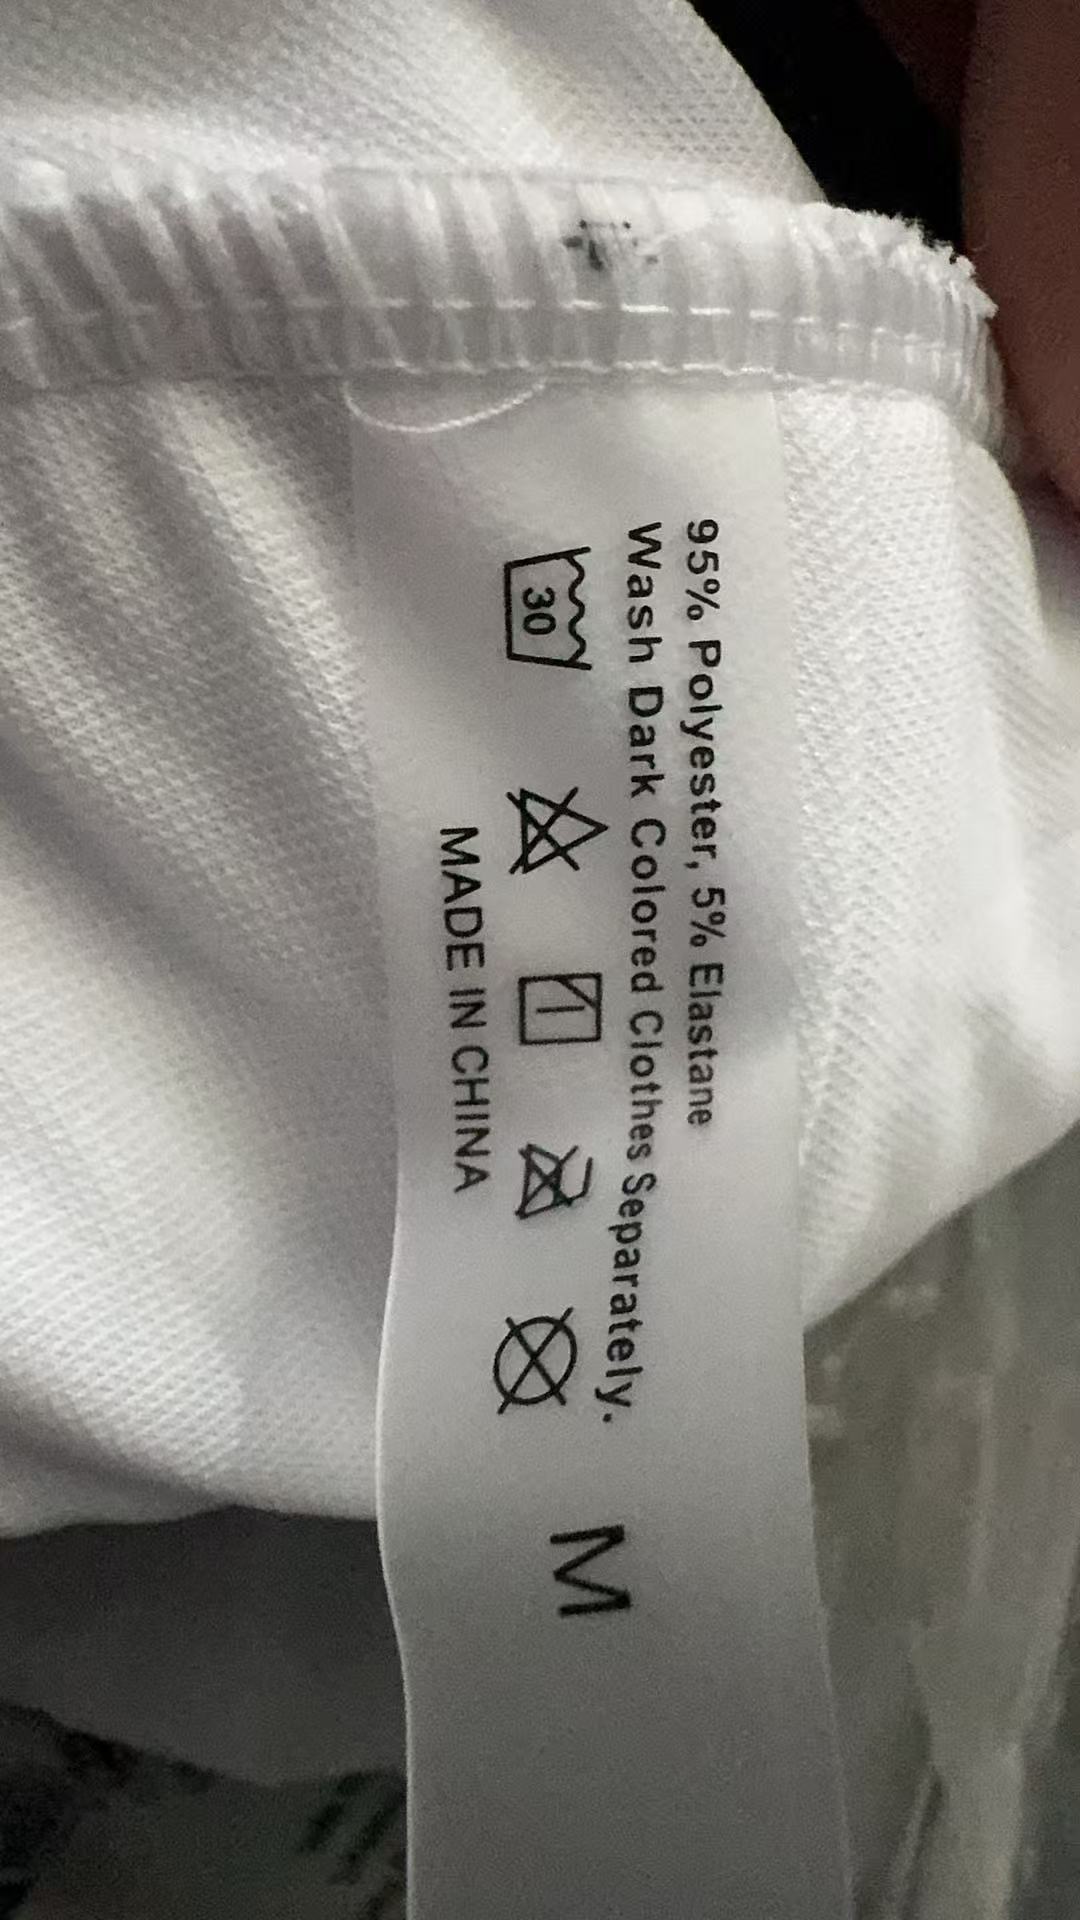 95% Polyester, 5% Elastane
Wash Dark Colored Clothes Separately.
30
MADE IN CHINA
M